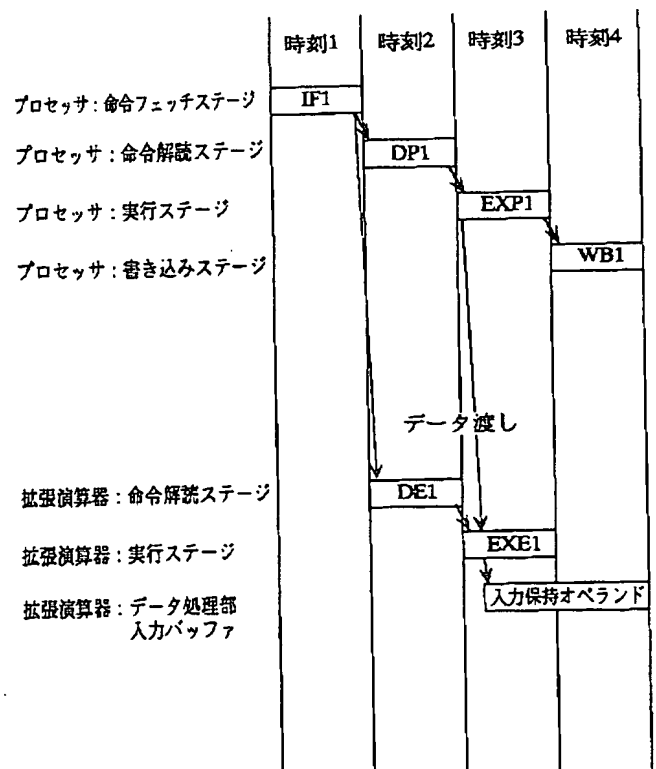 時刻1 時刻2 時刻3 時刻4
プロセッサ:命令フェッチステージ IF1
プロセッサ:命令解読ステージ DP1
プロセッサ:実行ステージ EXP1
プロセッサ:書き込みステージ WB1
データ渡し
拡張演算器:命令解読ステージ DE1
拡張演算器:実行ステージ EXE1
拡張演算器:データ処理部 入力保持オペランド
入力バッファ